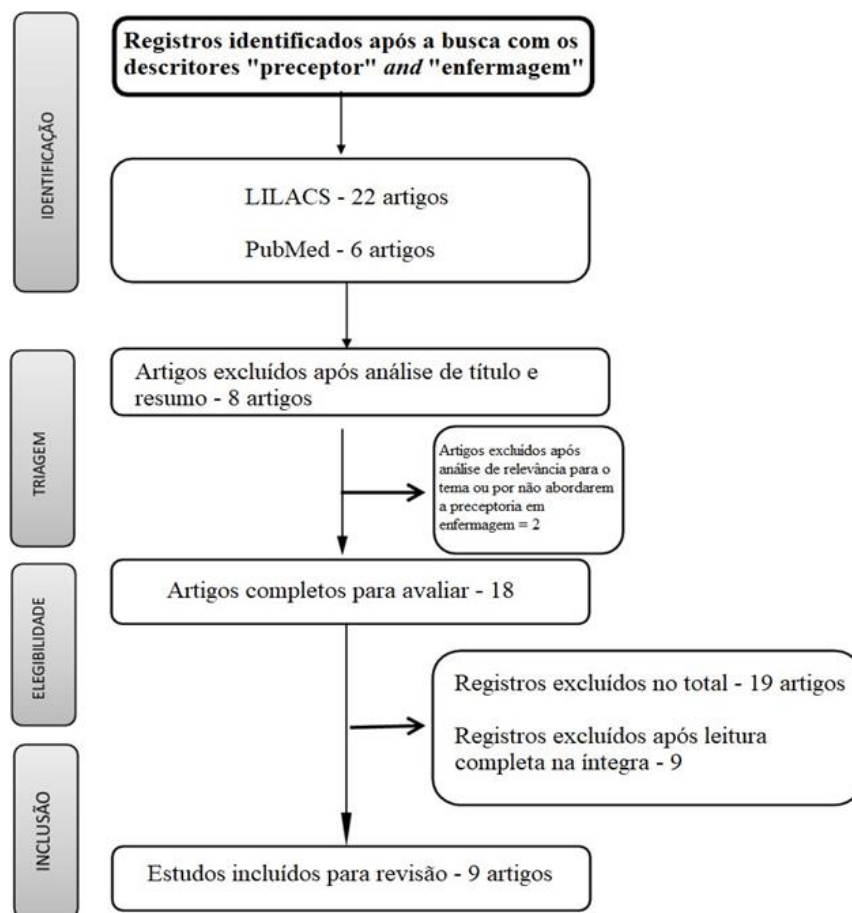 IDENTIFICAÇÃO
Registros identificados após a busca com os
descritores "preceptor" and "enfermagem"
LILACS - 22 artigos
PubMed - 6 artigos
TRIAGEM
Artigos excluídos após análise de título e
resumo - 8 artigos
Artigos excluídos após
análise de relevância para o
tema ou por não abordarem
a preceptoria em
enfermagem = 2
ELEGIBILIDADE
Artigos completos para avaliar - 18
Registros excluídos no total - 19 artigos
Registros excluídos após leitura
completa na íntegra - 9
INCLUSÃO
Estudos incluídos para revisão - 9 artigos